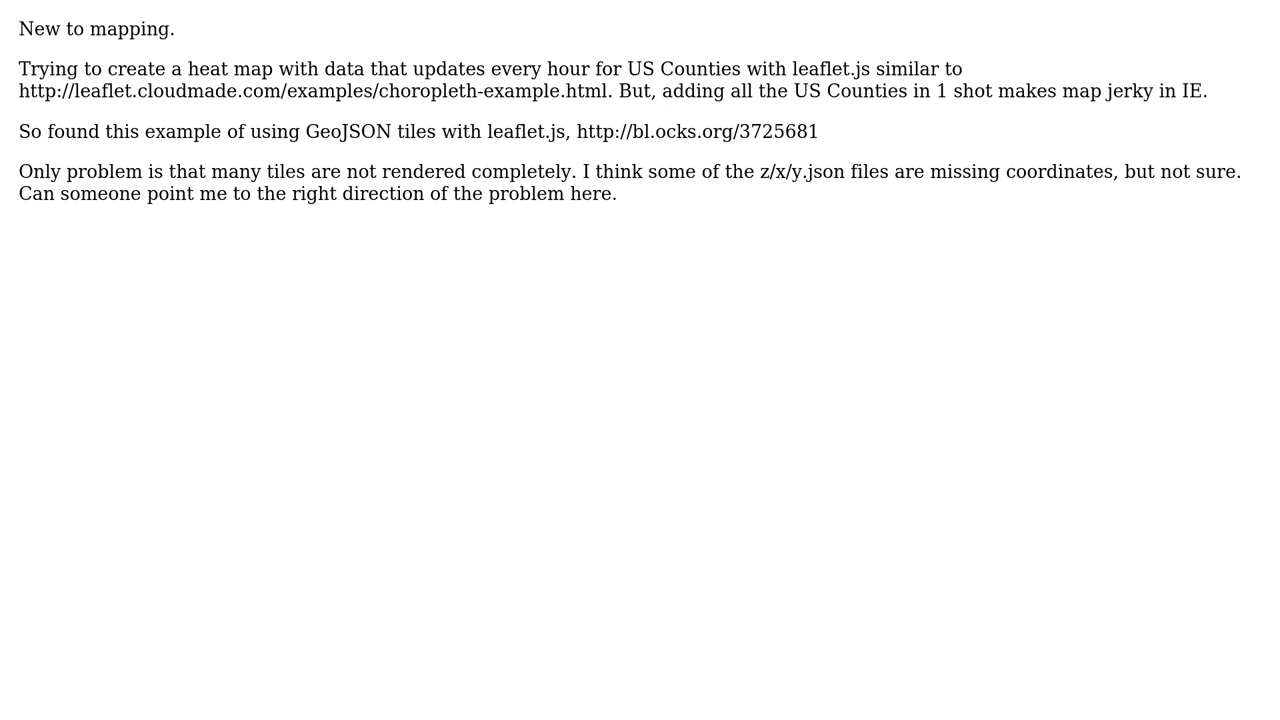 New to mapping.
Trying to create a heat map with data that updates every hour for US Counties with leaflet.js similar to
http://leaflet.cloudmade.com/examples/choropleth-example.html. But, adding all the US Counties in 1 shot makes map jerky in IE.
So found this example of using GeoJSON tiles with leaflet.js, http://bl.ocks.org/3725681
Only problem is that many tiles are not rendered completely. I think some of the z/x/y.json files are missing coordinates, but not sure.
Can someone point me to the right direction of the problem here.